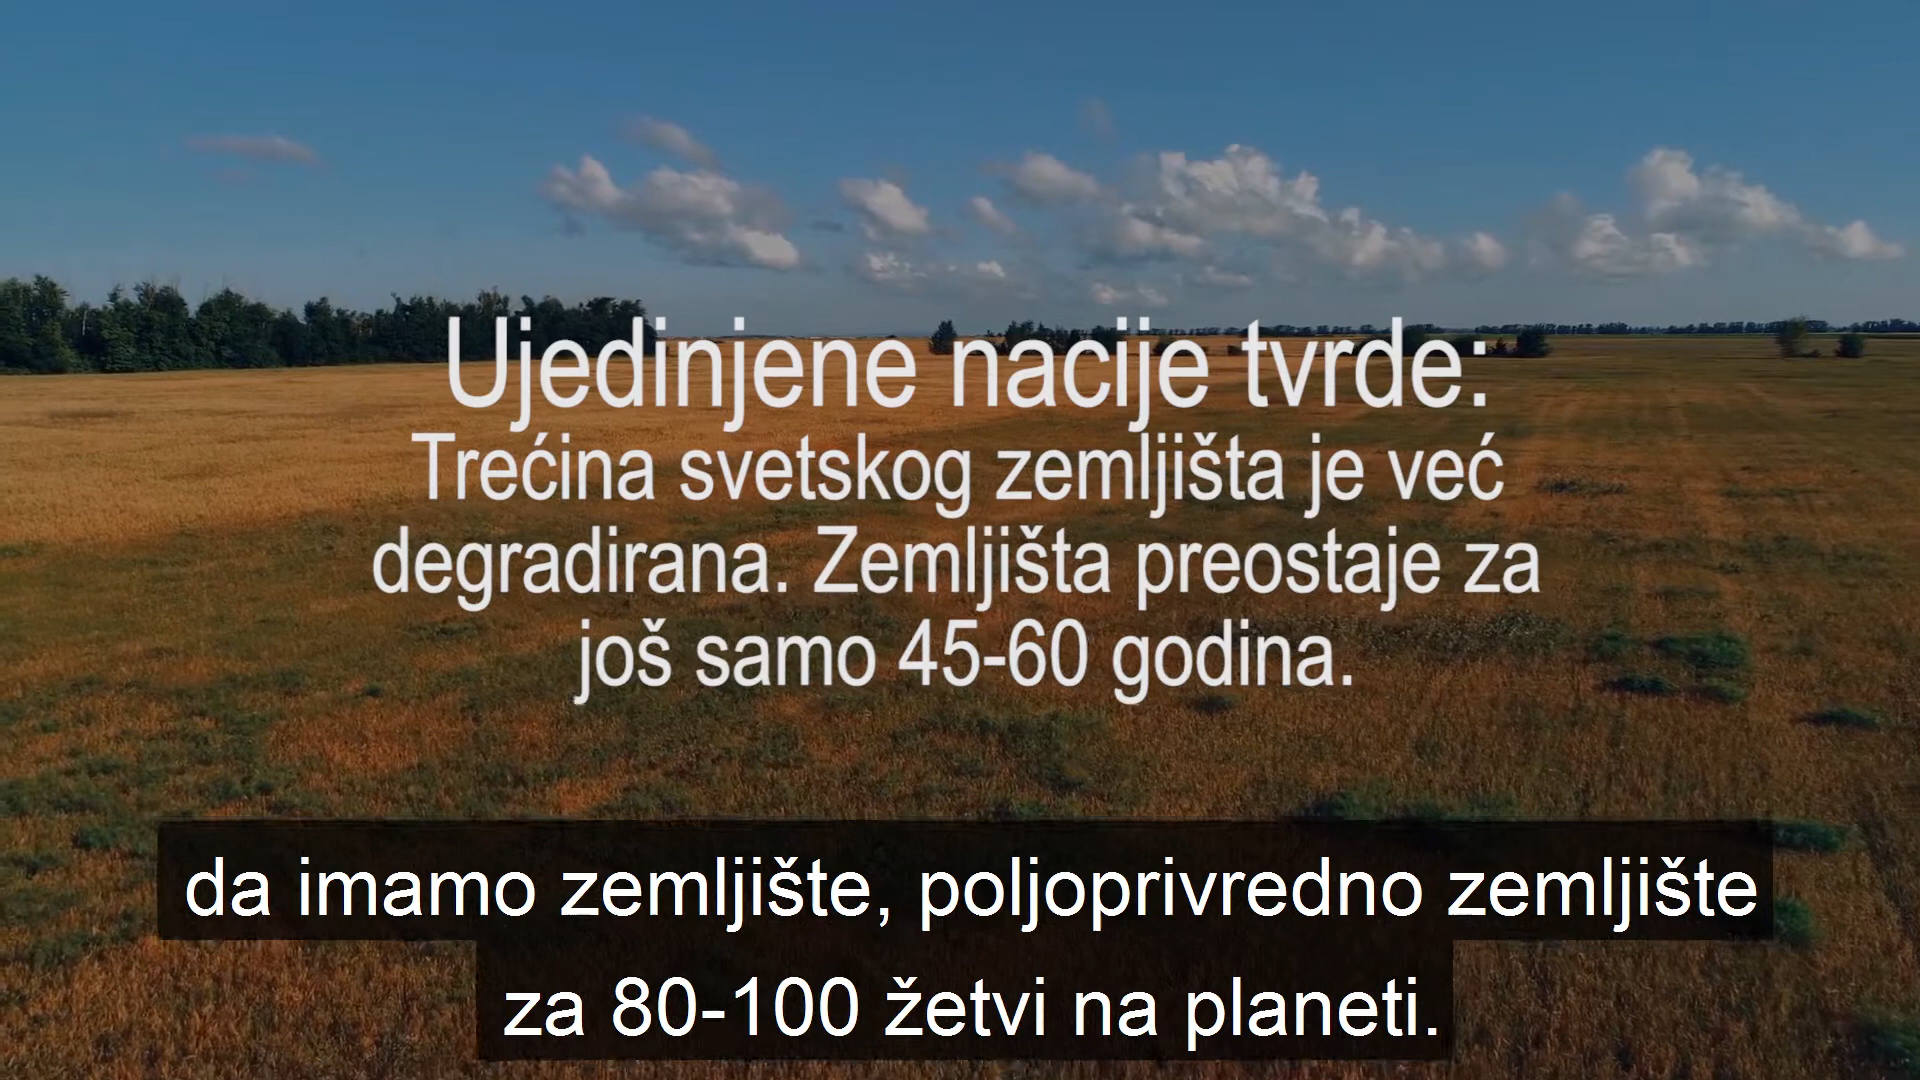 Ujedinjene nacije tvrde:
Trećina svetskog zemljišta je već
degradirana. Zemljišta preostaje za
još samo 45-60 godina.
da imamo zemljište, poljoprivredno zemljište
za 80-100 žetvi na planeti.